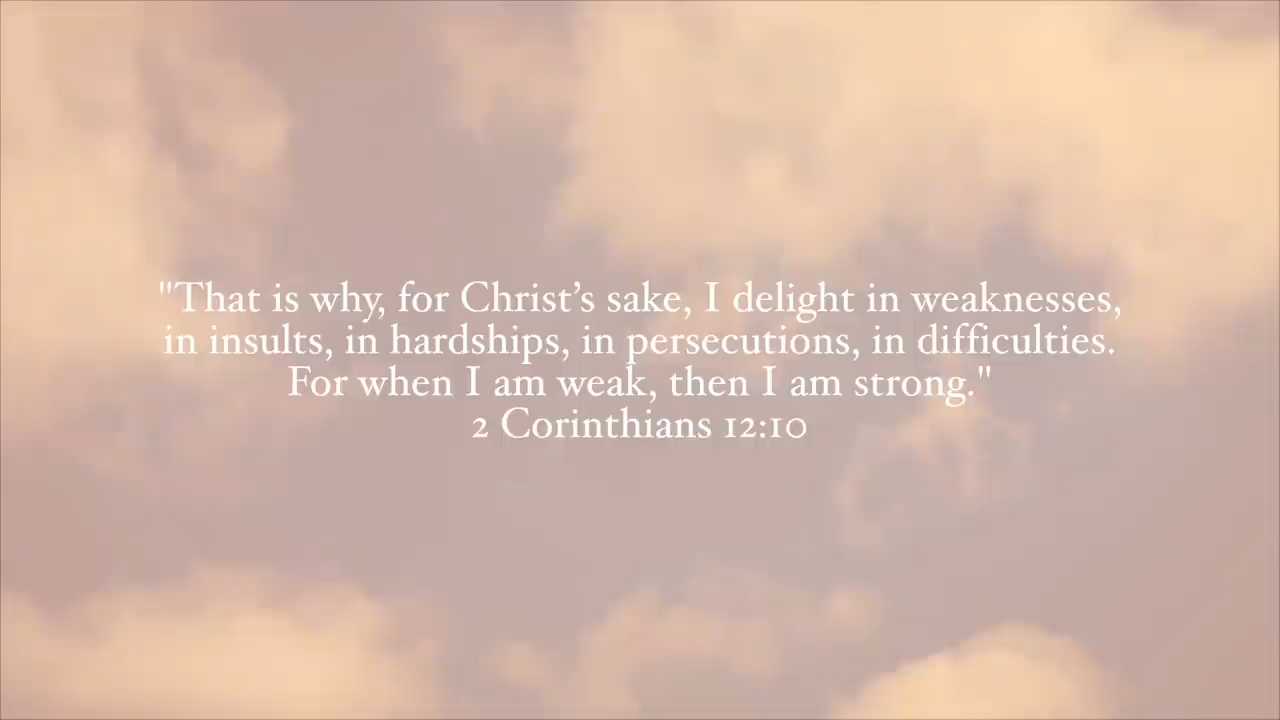 "That is why, for Christ’s sake, I delight in weaknesses,
in insults, in hardships, in persecutions, in difficulties.
For when I am weak, then I am strong."
2 Corinthians 12:10